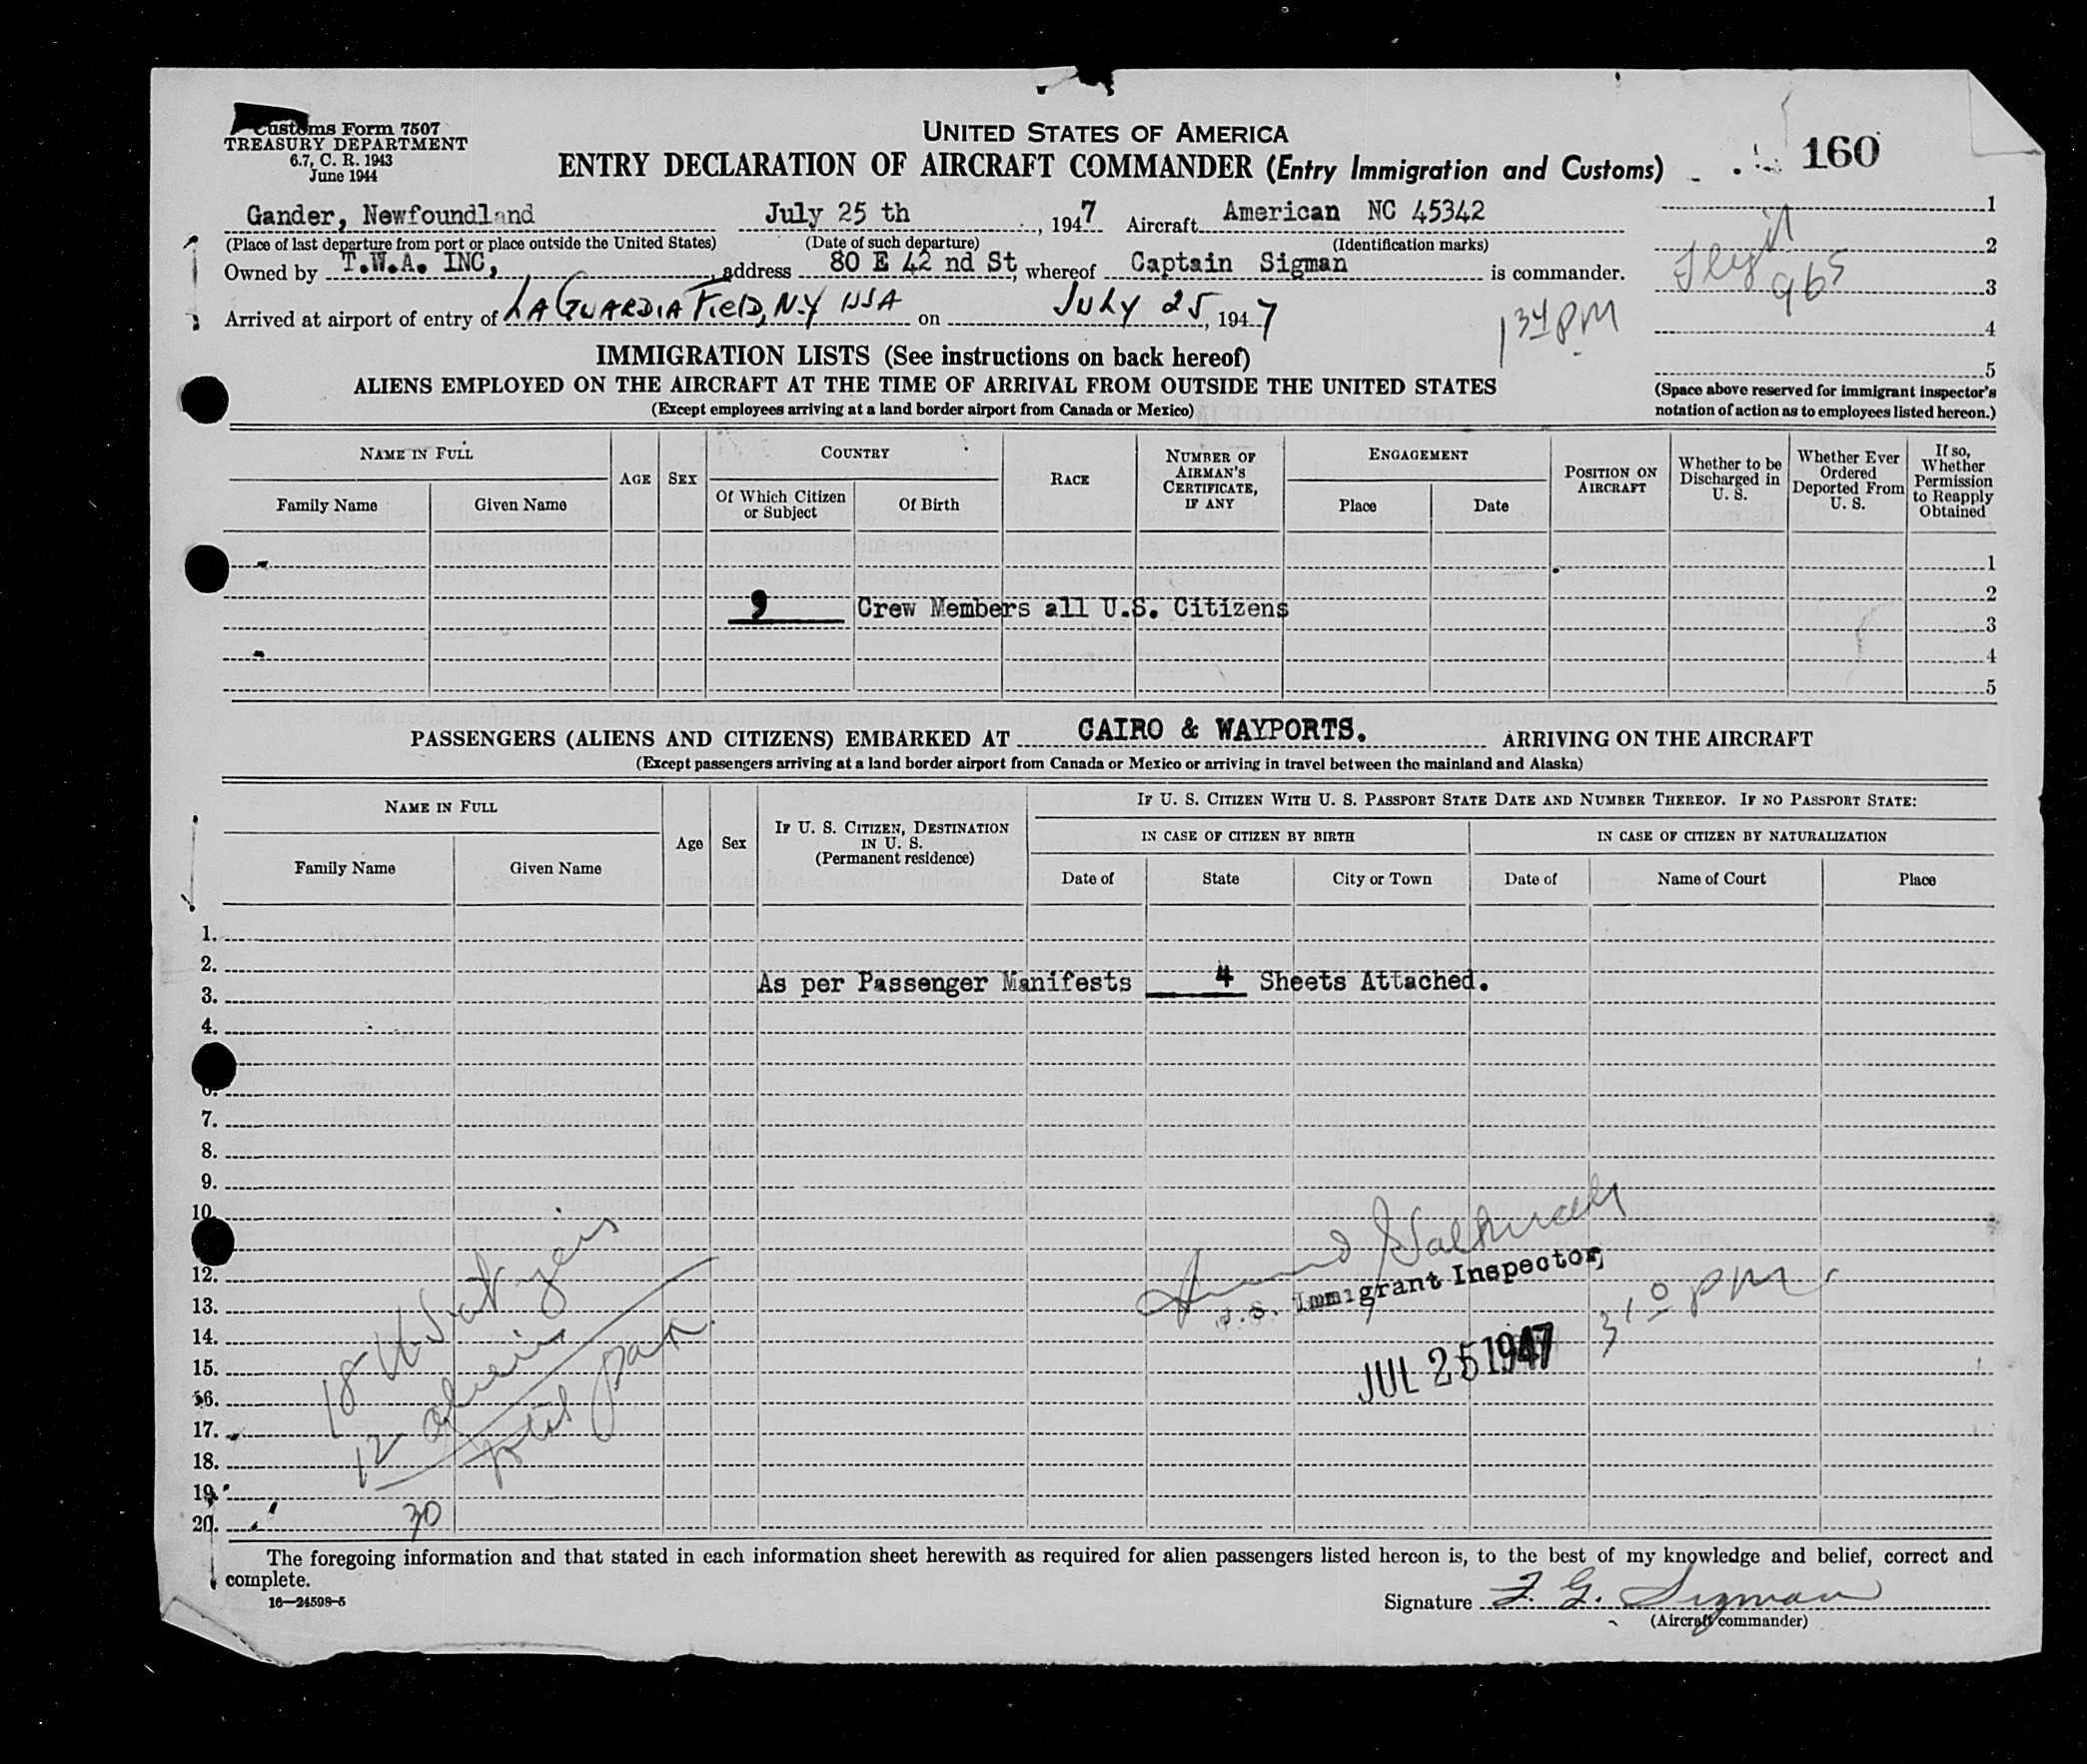 Customs Form 7507
TREASURY DEPARTMENT
6.7, C. R. 1943
June 1944
UNITED STATES OF AMERICA
ENTRY DECLARATION OF AIRCRAFT COMMANDER (Entry Immigration and Customs)
160
Gander, Newfoundland July 25 th, 1947 Aircraft American NC 45342
(Place of last departure from port or place outside the United States) (Date of such departure) (Identification marks)
Owned by T.W.A. INC, address 80 E 42 nd St, whereof Captain Sigman is commander.
Arrived at airport of entry of LAGUARDIA FIELD, N.Y USA on JULY 25, 1947
1 34 PM
965
1
2
3
4
5
(Space above reserved for immigrant inspector's
notation of action as to employees listed hereon.)
IMMIGRATION LISTS (See instructions on back hereof)
ALIENS EMPLOYED ON THE AIRCRAFT AT THE TIME OF ARRIVAL FROM OUTSIDE THE UNITED STATES
(Except employees arriving at a land border airport from Canada or Mexico)
NAME IN FULL
Family Name
Given Name
AGE
SEX
COUNTRY
Of Which Citizen
or Subject
Of Birth
RACE
NUMBER OF
AIRMAN'S
CERTIFICATE,
IF ANY
ENGAGEMENT
Place
Date
POSITION ON
AIRCRAFT
Whether to be
Discharged in
U. S.
Whether Ever
Ordered
Deported From
U. S.
If so,
Whether
Permission
to Reapply
Obtained
1
2
9 Crew Members all U.S. Citizens
3
4
5
PASSENGERS (ALIENS AND CITIZENS) EMBARKED AT CAIRO & WAYPORTS. ARRIVING ON THE AIRCRAFT
(Except passengers arriving at a land border airport from Canada or Mexico or arriving in travel between the mainland and Alaska)
NAME IN FULL
Family Name
Given Name
Age
Sex
IF U. S. CITIZEN, DESTINATION
IN U. S.
(Permanent residence)
IF U. S. CITIZEN WITH U. S. PASSPORT STATE DATE AND NUMBER THEREOF. IF NO PASSPORT STATE:
IN CASE OF CITIZEN BY BIRTH
Date of
State
City or Town
IN CASE OF CITIZEN BY NATURALIZATION
Date of
Name of Court
Place
1.
2.
As per Passenger Manifests 4 Sheets Attached.
3.
4.
6.
7.
8.
9.
10.
12.
13.
14.
15.
16.
17.
18.
19.
20.
18
12 aliens
30 total
U.S. Immigrant Inspector
JUL 25 1947
3 10 PM
The foregoing information and that stated in each information sheet herewith as required for alien passengers listed hereon is, to the best of my knowledge and belief, correct and
complete.
16—24598-5
Signature F. G. Sigman
(Aircraft commander)